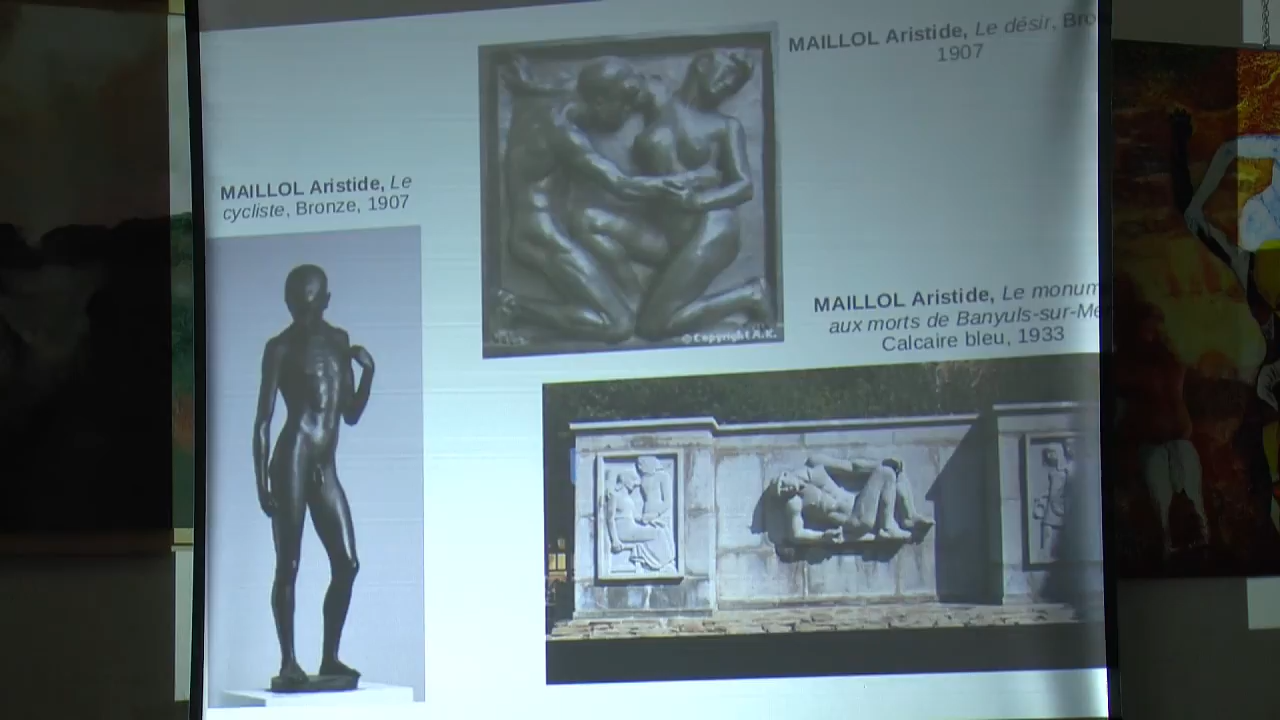 MAILLOL Aristide, Le désir,
1907
MAILLOL Aristide, Le
cycliste, Bronze, 1907
©Copyright A.K.
MAILLOL Aristide, Le
aux morts de Banyuls-sur-
Calcaire bleu, 1933